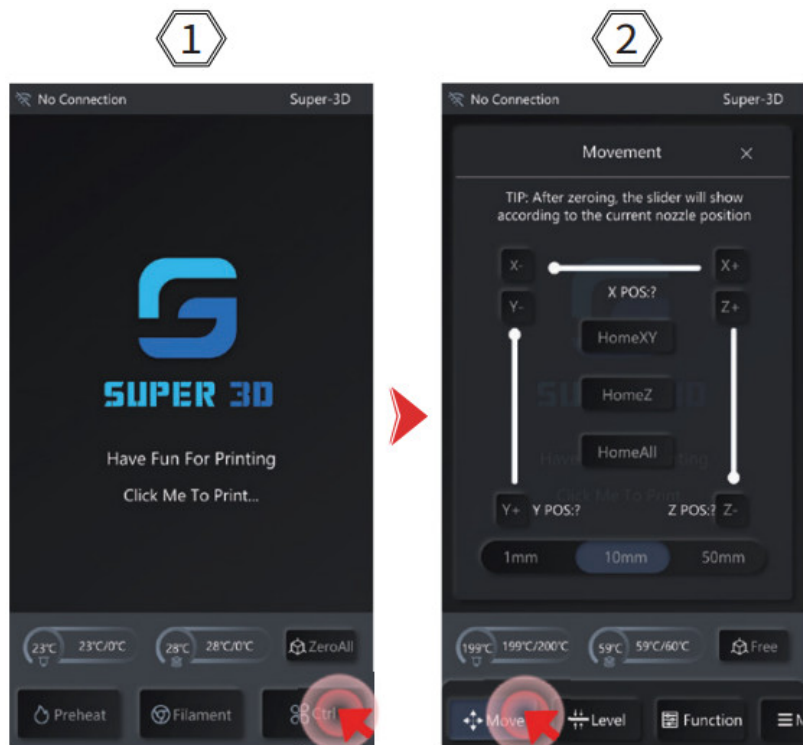 1
No Connection Super-3D
SUPER 3D
Have Fun For Printing
Click Me To Print...
23℃ 23℃/0℃ 28℃ 28℃/0℃ ZeroAll
Preheat Filament Ctrl
2
No Connection Super-3D
Movement ×
TIP: After zeroing, the slider will show
according to the current nozzle position
X- X+
X POS:?
Y- Z+
HomeXY
HomeZ
HomeAll
Y+ Y POS:? Z POS:? Z-
1mm 10mm 50mm
199℃ 199℃/200℃ 59℃ 59℃/60℃ Free
Move Level Function